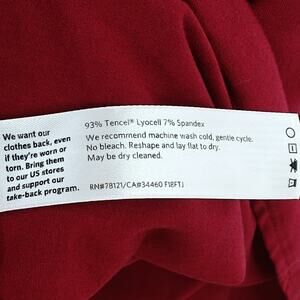 We want our
clothes back, even
if they're worn or
torn. Bring them
to our US stores
and support our
take-back program.
93% Tencel® Lyocell 7% Spandex
We recommend machine wash cold, gentle cycle.
No bleach. Reshape and lay flat to dry.
May be dry cleaned.
RN#78121/CA#34460 F18FTJ